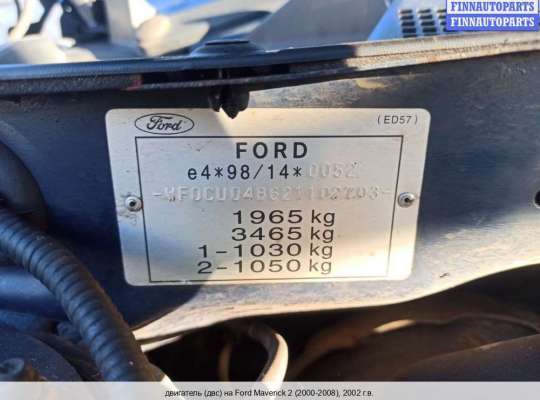 FINNAUTOPARTS
FINNAUTOPARTS
Ford
(ED57)
FORD
e4*98/14*0052
1965 kg
3465 kg
1-1030 kg
2-1050 kg
двигатель (двс) на Ford Maverick 2 (2000-2008), 2002 г.в.